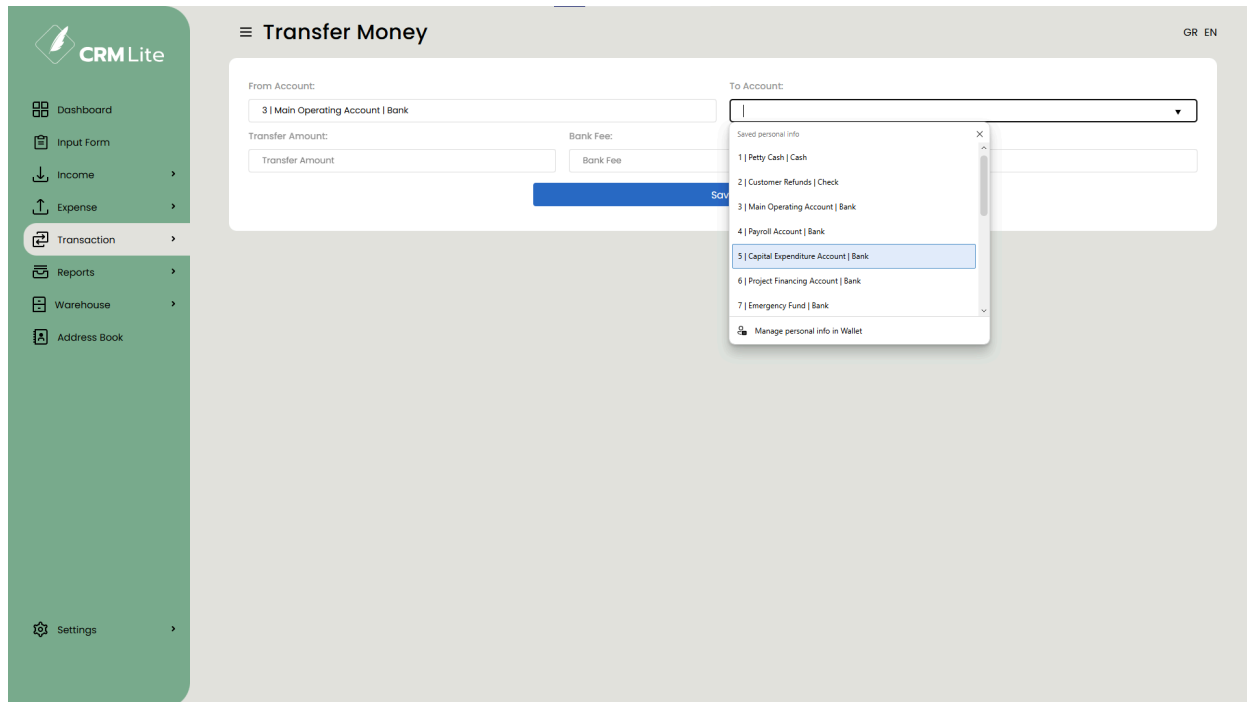 CRM Lite
Dashboard
Input Form
Income
Expense
Transaction
Reports
Warehouse
Address Book
Settings
Transfer Money
GR EN
From Account:
3 | Main Operating Account | Bank
To Account:
Transfer Amount:
Transfer Amount
Bank Fee:
Bank Fee
Saved personal info
1 | Petty Cash | Cash
2 | Customer Refunds | Check
3 | Main Operating Account | Bank
4 | Payroll Account | Bank
5 | Capital Expenditure Account | Bank
6 | Project Financing Account | Bank
7 | Emergency Fund | Bank
Manage personal info in Wallet